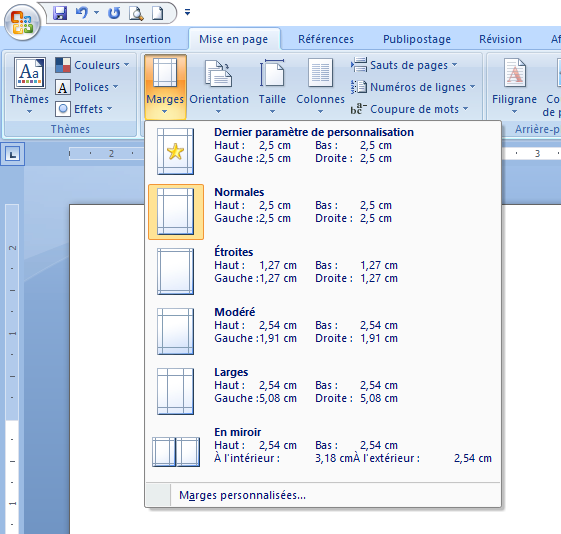 Accueil Insertion Mise en page Références Publipostage Révision Af
Aa
Thèmes
Couleurs
Polices
Effets
Thèmes
Marges
Orientation
Taille
Colonnes
Sauts de pages
Numéros de lignes
Coupure de mots
Filigrane
Co
Arrière-p
2
3
Dernier paramètre de personnalisation
Haut : 2,5 cm Bas : 2,5 cm
Gauche :2,5 cm Droite : 2,5 cm
Normales
Haut : 2,5 cm Bas : 2,5 cm
Gauche :2,5 cm Droite : 2,5 cm
Étroites
Haut : 1,27 cm Bas : 1,27 cm
Gauche :1,27 cm Droite : 1,27 cm
Modéré
Haut : 2,54 cm Bas : 2,54 cm
Gauche :1,91 cm Droite : 1,91 cm
Larges
Haut : 2,54 cm Bas : 2,54 cm
Gauche :5,08 cm Droite : 5,08 cm
En miroir
Haut : 2,54 cm Bas : 2,54 cm
À l'intérieur : 3,18 cmÀ l'extérieur : 2,54 cm
Marges personnalisées...
2
1
1